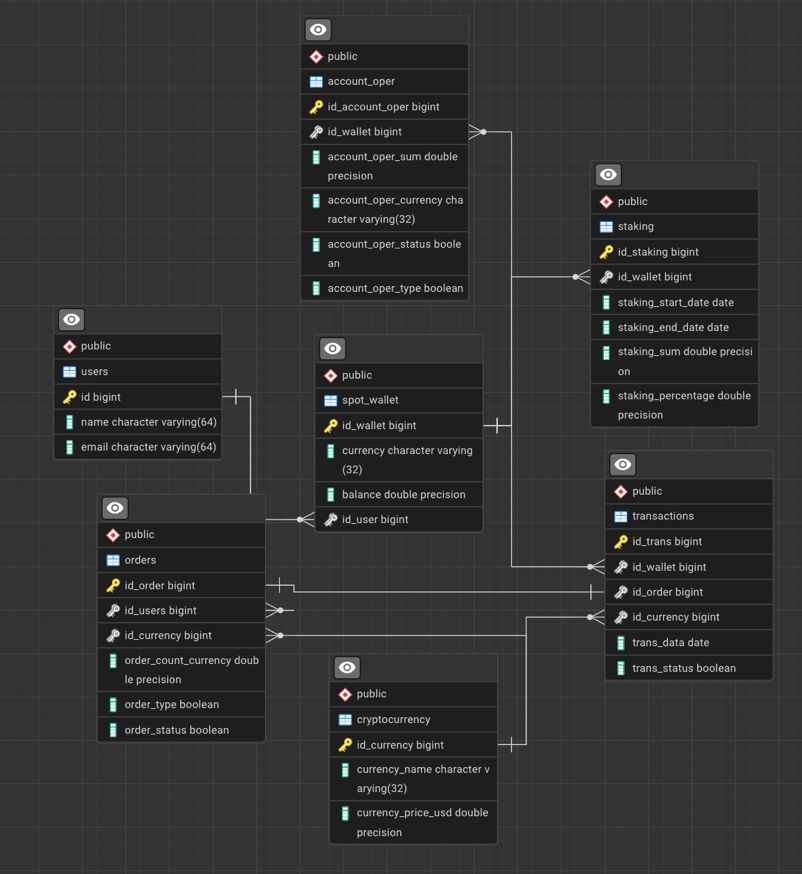 public
account_oper
id_account_oper bigint
id_wallet bigint
account_oper_sum double
precision
account_oper_currency cha
racter varying(32)
account_oper_status boole
an
account_oper_type boolean
public
staking
id_staking bigint
id_wallet bigint
staking_start_date date
staking_end_date date
staking_sum double precisi
on
staking_percentage double
precision
public
users
id bigint
name character varying(64)
email character varying(64)
public
spot_wallet
id_wallet bigint
currency character varying
(32)
balance double precision
id_user bigint
public
orders
id_order bigint
id_users bigint
id_currency bigint
order_count_currency doub
le precision
order_type boolean
order_status boolean
public
transactions
id_trans bigint
id_wallet bigint
id_order bigint
id_currency bigint
trans_data date
trans_status boolean
public
cryptocurrency
id_currency bigint
currency_name character v
arying(32)
currency_price_usd double
precision